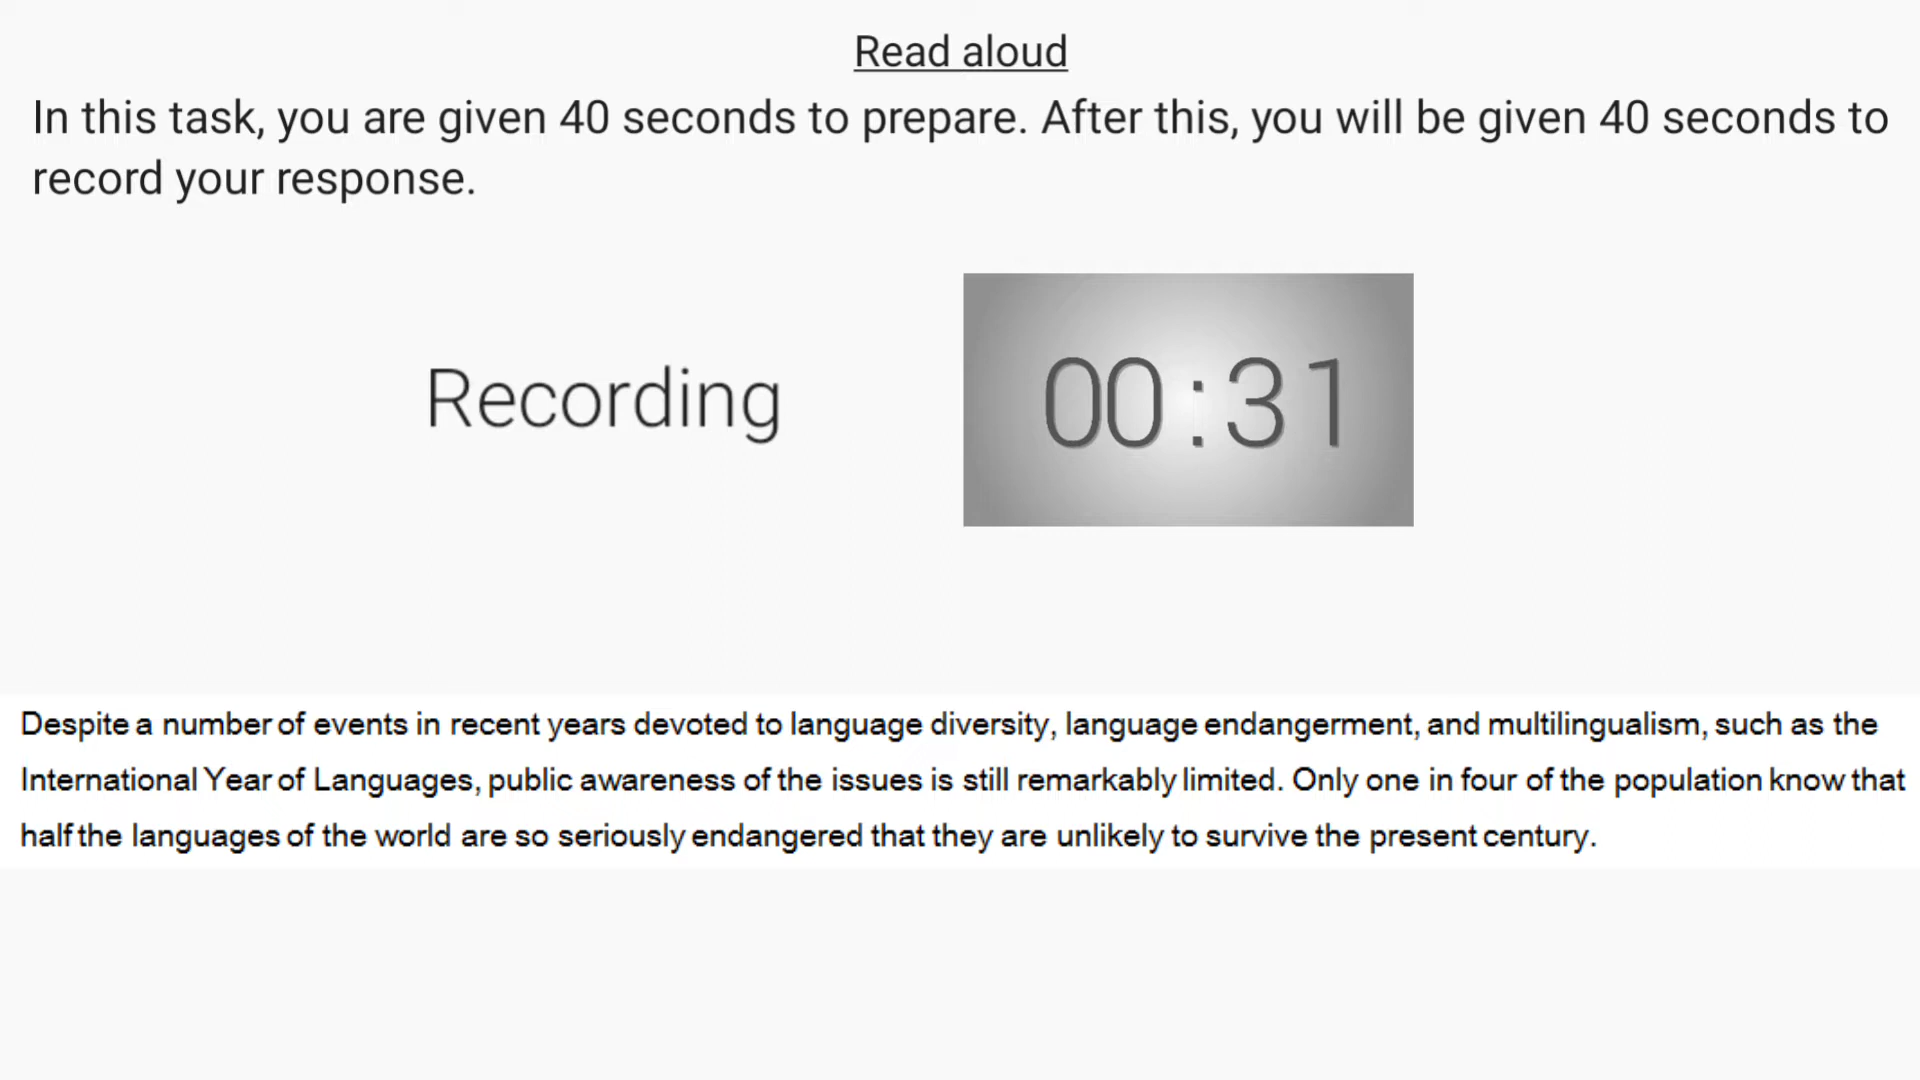 Read aloud
In this task, you are given 40 seconds to prepare. After this, you will be given 40 seconds to
record your response.
Recording
00:31
Despite a number of events in recent years devoted to language diversity, language endangerment, and multilingualism, such as the
International Year of Languages, public awareness of the issues is still remarkably limited. Only one in four of the population know that
half the languages of the world are so seriously endangered that they are unlikely to survive the present century.